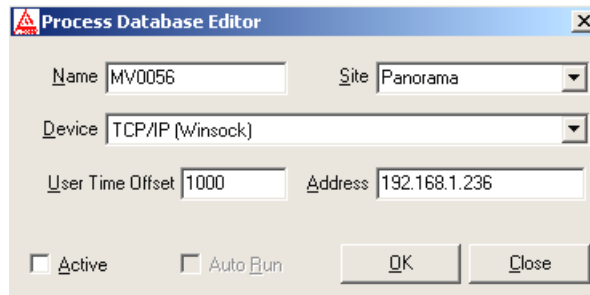 Process Database Editor
Name MV0056 Site Panorama
Device TCP/IP (Winsock)
User Time Offset 1000 Address 192.168.1.236
Active Auto Run OK Close